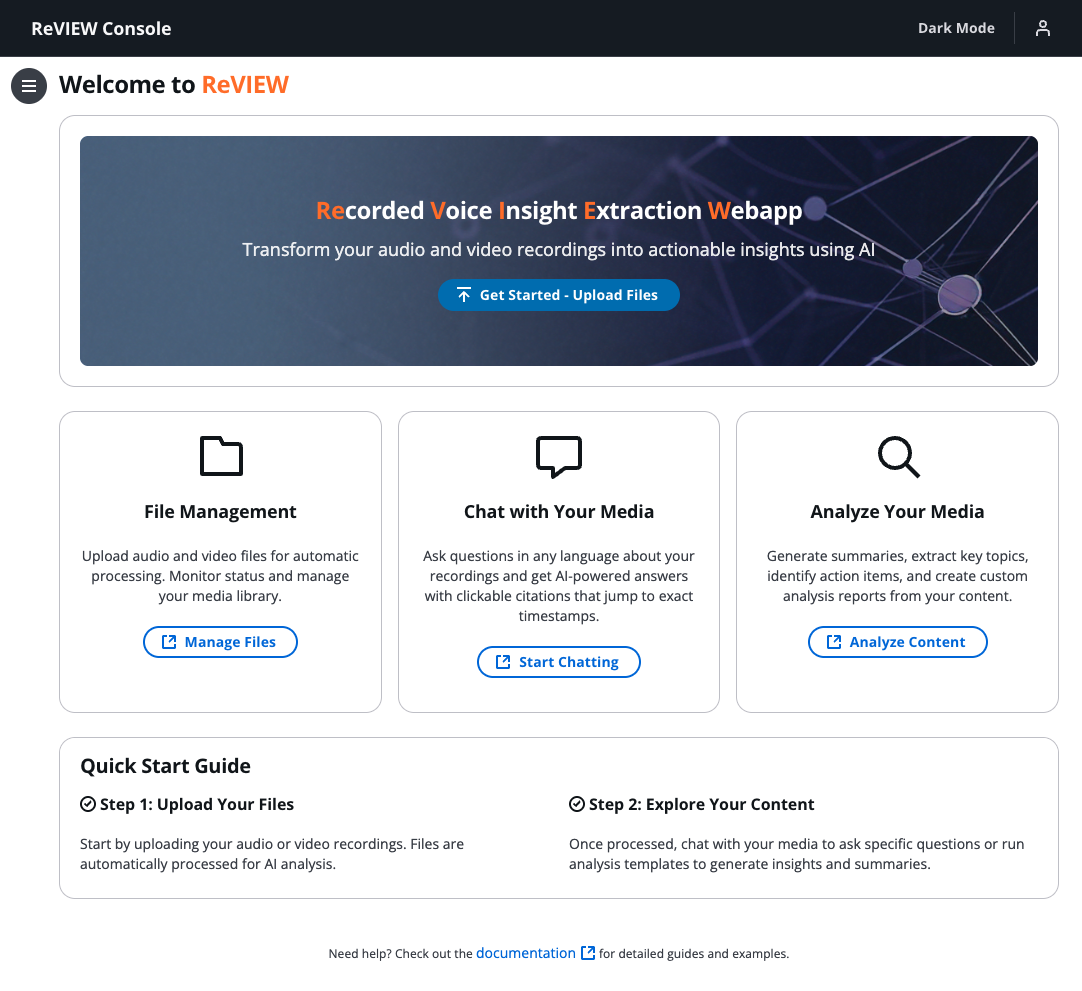 ReVIEW Console
Dark Mode
Welcome to ReVIEW
Recorded Voice Insight Extraction Webapp
Transform your audio and video recordings into actionable insights using AI
Get Started - Upload Files
File Management
Upload audio and video files for automatic
processing. Monitor status and manage
your media library.
Manage Files
Chat with Your Media
Ask questions in any language about your
recordings and get AI-powered answers
with clickable citations that jump to exact
timestamps.
Start Chatting
Analyze Your Media
Generate summaries, extract key topics,
identify action items, and create custom
analysis reports from your content.
Analyze Content
Quick Start Guide
Step 1: Upload Your Files
Start by uploading your audio or video recordings. Files are
automatically processed for AI analysis.
Step 2: Explore Your Content
Once processed, chat with your media to ask specific questions or run
analysis templates to generate insights and summaries.
Need help? Check out the documentation for detailed guides and examples.